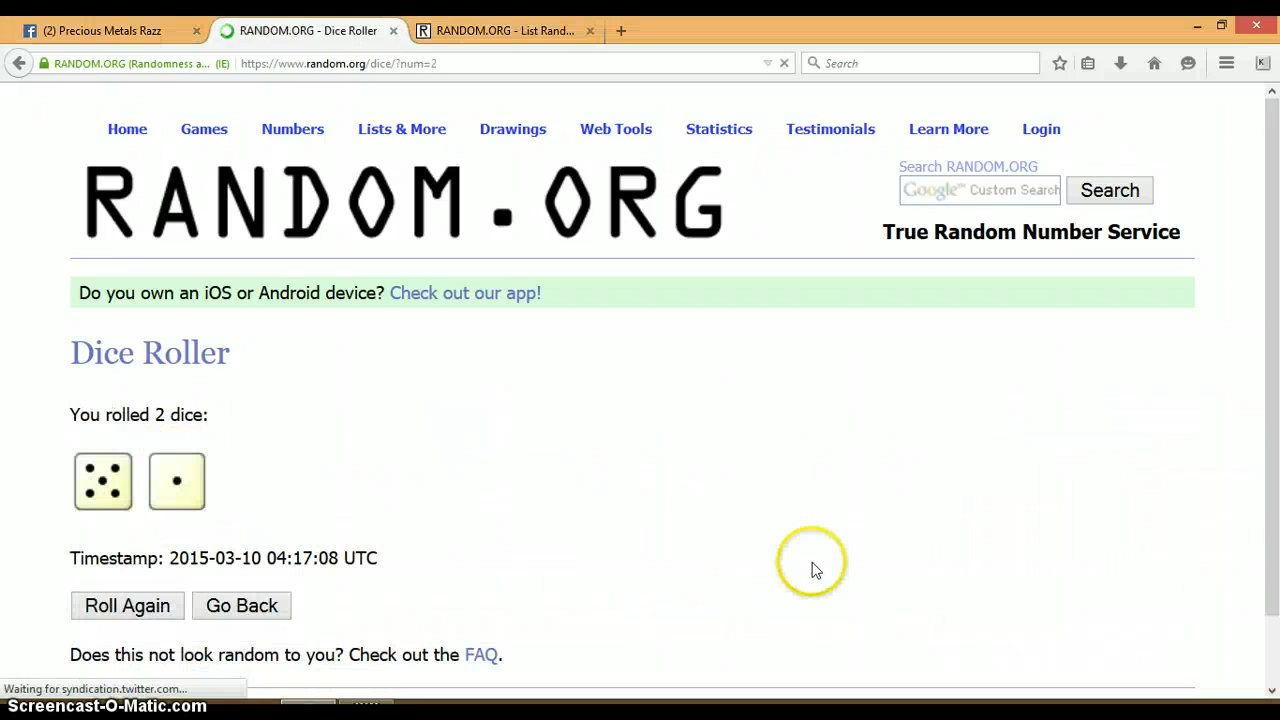 (2) Precious Metals Razz
RANDOM.ORG - Dice Roller
RANDOM.ORG - List Rand...
RANDOM.ORG (Randomness a... (IE)
https://www.random.org/dice/?num=2
Search
Home Games Numbers Lists & More Drawings Web Tools Statistics Testimonials Learn More Login
RANDOM.ORG
Search RANDOM.ORG
Google™ Custom Search
Search
True Random Number Service
Do you own an iOS or Android device? Check out our app!
Dice Roller
You rolled 2 dice:
Timestamp: 2015-03-10 04:17:08 UTC
Roll Again Go Back
Does this not look random to you? Check out the FAQ.
Waiting for syndication.twitter.com...
Screencast-O-Matic.com